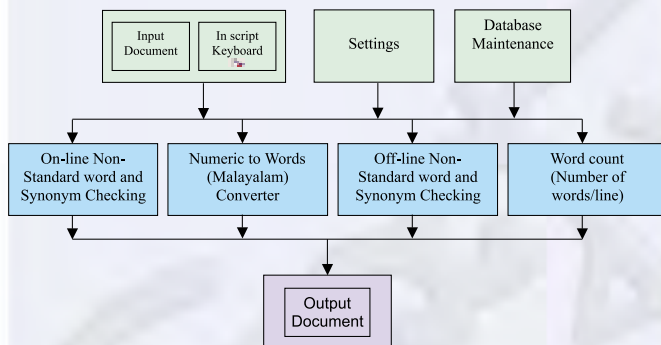 Input
Document
In script
Keyboard
Settings
Database
Maintenance
On-line Non-
Standard word and
Synonym Checking
Numeric to Words
(Malayalam)
Converter
Off-line Non-
Standard word and
Synonym Checking
Word count
(Number of
words/line)
Output
Document